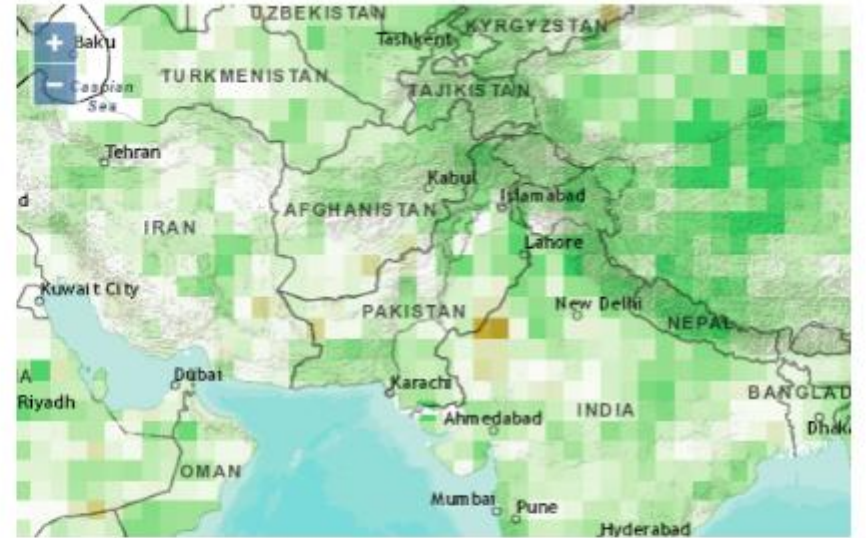 UZBEKISTAN
KYRGYZSTAN
+
Baku
Tashkent
TURKMENISTAN
−
Caspian
Sea
TAJIKISTAN
Tehran
Kabul
d
Islamabad
AFGHANISTAN
IRAN
Lahore
Kuwait City
PAKISTAN
New Delhi
NEPAL
Dubai
A
Karachi
BANGLAD
Riyadh
INDIA
Ahmedabad
Dhaka
OMAN
Mumbai
Pune
Hyderabad